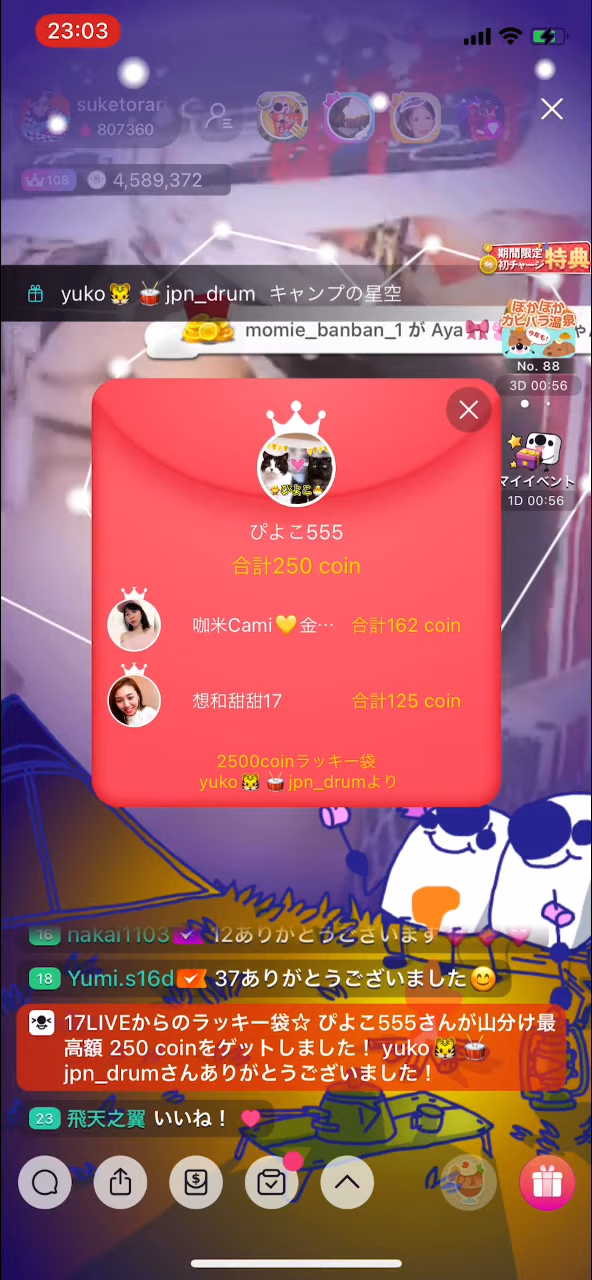 23:03
suketorari
807360
108
4,589,372
期間限定
初チャージ
特典
yuko🐯🥁jpn_drum キャンプの星空
momie_banban_1 が Aya🎀
ぽかぽか
カピバラ温泉
今年も!
No. 88
3D 00:56
マイイベント
1D 00:56
ぴよこ
ぴよこ555
合計250 coin
咖米Cami💛金… 合計162 coin
想和甜甜17 合計125 coin
2500coinラッキー袋
yuko🐯🥁jpn_drumより
16 nakai1103 12ありがとうございます
18 Yumi.s16d 37ありがとうございました😊
17LIVEからのラッキー袋☆ ぴよこ555さんが山分け最
高額 250 coinをゲットしました! yuko🐯🥁
jpn_drumさんありがとうございました!
23 飛天之翼 いいね! ❤️